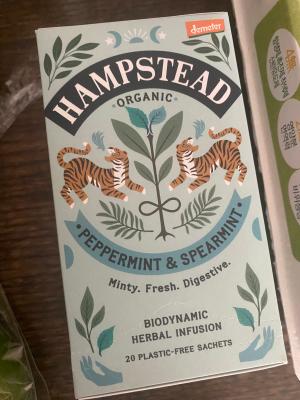 demeter
HAMPSTEAD
ORGANIC
PEPPERMINT & SPEARMINT
Minty. Fresh. Digestive.
BIODYNAMIC
HERBAL INFUSION
20 PLASTIC-FREE SACHETS